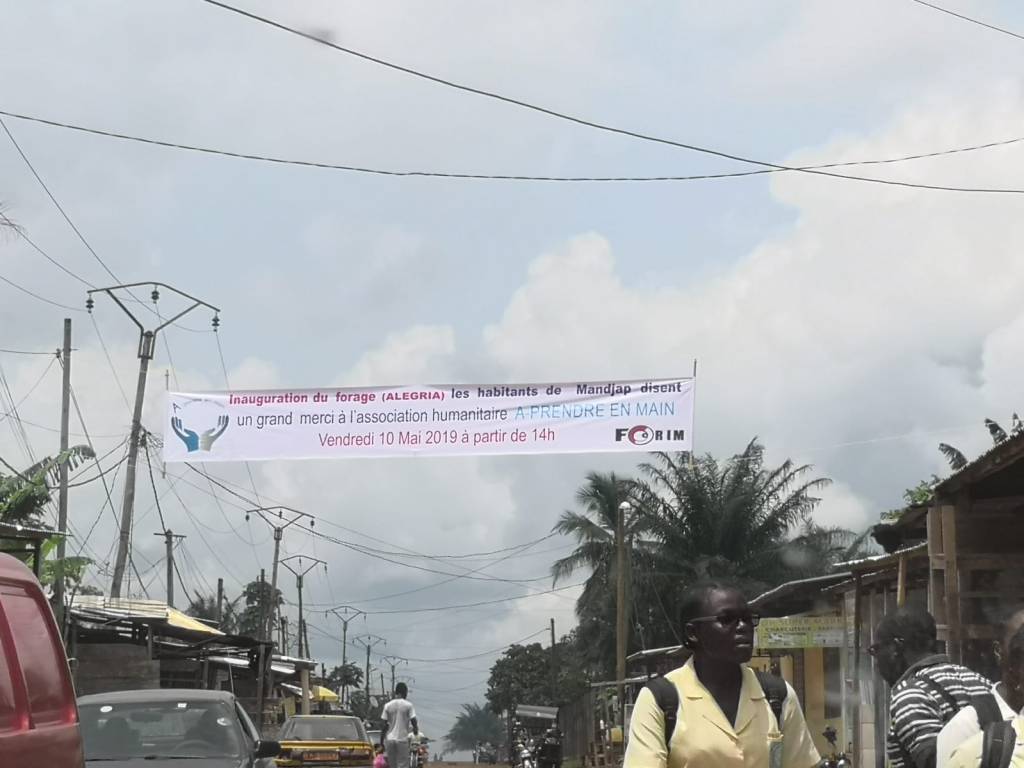 Inauguration du forage (ALEGRIA) les habitants de Mandjap disent
un grand merci à l'association humanitaire A PRENDRE EN MAIN
Vendredi 10 Mai 2019 à partir de 14h
FORIM